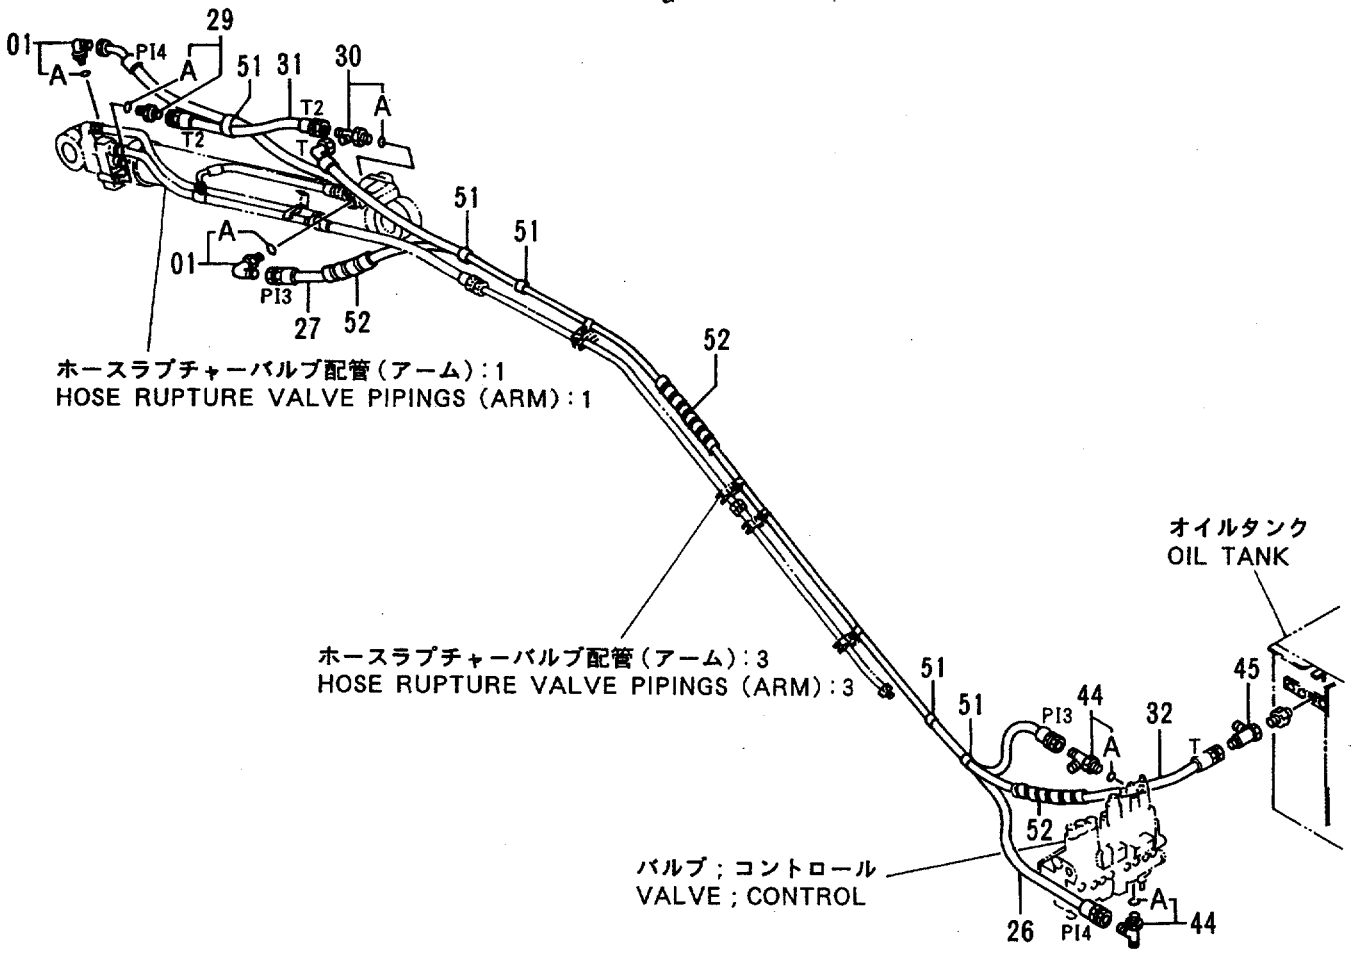 01
A
PI4
29
A
51
31
30
A
T2
T2
T
51
51
A
01
PI3
27
52
52
ホースラプチャーバルブ配管(アーム):1
HOSE RUPTURE VALVE PIPINGS (ARM):1
オイルタンク
OIL TANK
ホースラプチャーバルブ配管(アーム):3
HOSE RUPTURE VALVE PIPINGS (ARM):3
51
51
PI3
44
A
32
T
45
52
バルブ;コントロール
VALVE;CONTROL
26
PI4
A
44